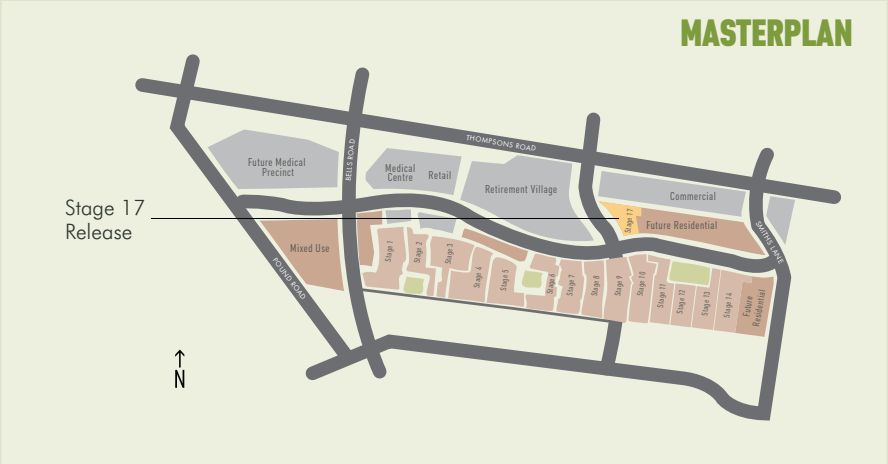 MASTERPLAN
THOMPSONS ROAD
BELLS ROAD
Future Medical
Precinct
Medical
Centre
Retail
Retirement Village
Commercial
Stage 17
Release
Stage 17
Future Residential
SMITHS LANE
Mixed Use
POUND ROAD
Stage 1
Stage 2
Stage 3
Stage 4
Stage 5
Stage 6
Stage 7
Stage 8
Stage 9
Stage 10
Stage 11
Stage 12
Stage 13
Stage 14
Future
Residential
N